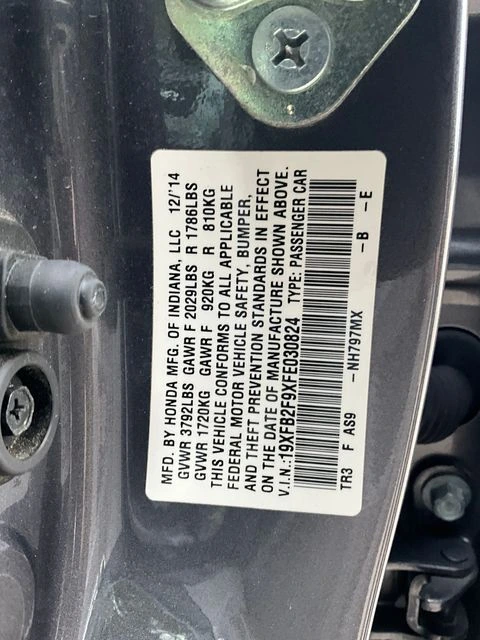 MFD. BY HONDA MFG. OF INDIANA, LLC 12/'14
GVWR 3792LBS GAWR F 2029LBS R 1786LBS
GVWR 1720KG GAWR F 920KG R 810KG
THIS VEHICLE CONFORMS TO ALL APPLICABLE
FEDERAL MOTOR VEHICLE SAFETY, BUMPER,
AND THEFT PREVENTION STANDARDS IN EFFECT
ON THE DATE OF MANUFACTURE SHOWN ABOVE.
V.I.N.:19XFB2F9XFE030824 TYPE: PASSENGER CAR
TR3 F AS9 -NH797MX -B -E